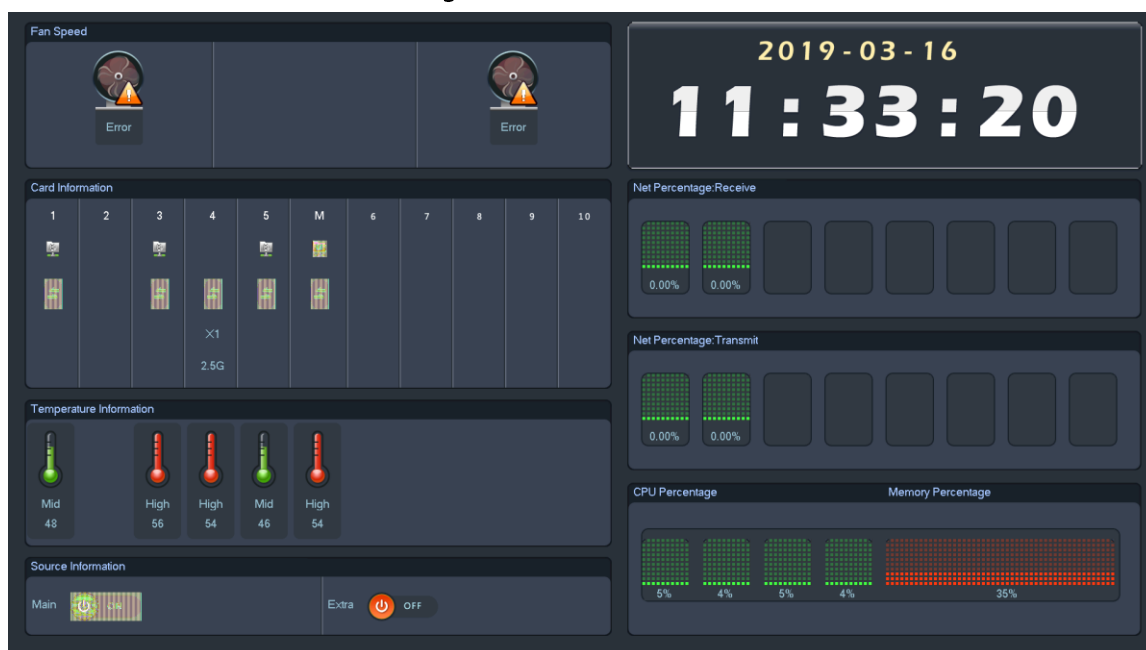 Fan Speed
Error
Error
2019-03-16
11:33:20
Card Information
1 2 3 4 5 M 6 7 8 9 10
X1
2.5G
Net Percentage:Receive
0.00% 0.00%
Net Percentage:Transmit
0.00% 0.00%
Temperature Information
Mid High High Mid High
48 56 54 46 54
CPU Percentage Memory Percentage
5% 4% 5% 4% 35%
Source Information
Main ON Extra OFF